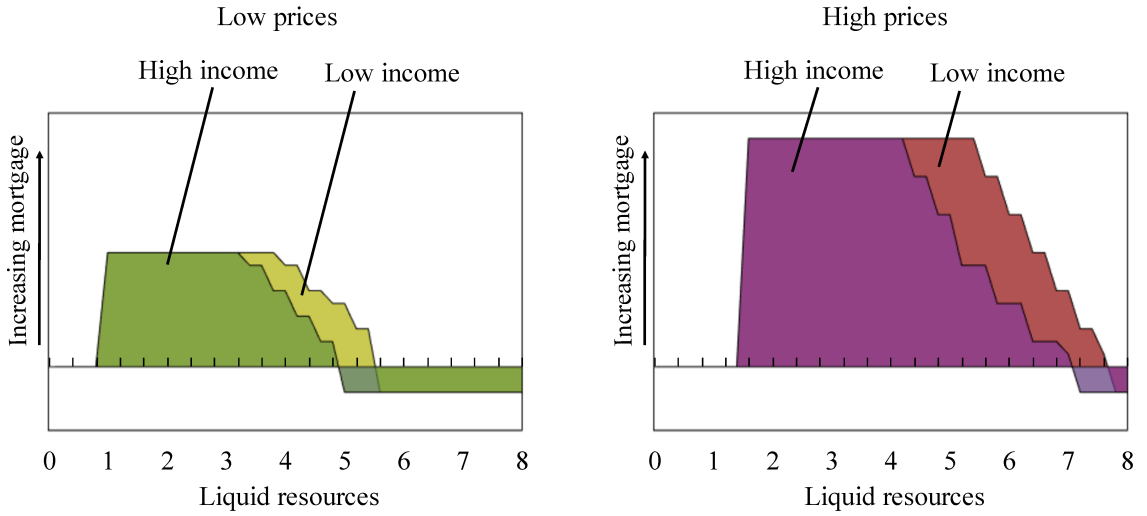 Low prices
High income
Low income
Increasing mortgage
0 1 2 3 4 5 6 7 8
Liquid resources
High prices
High income
Low income
Increasing mortgage
0 1 2 3 4 5 6 7 8
Liquid resources